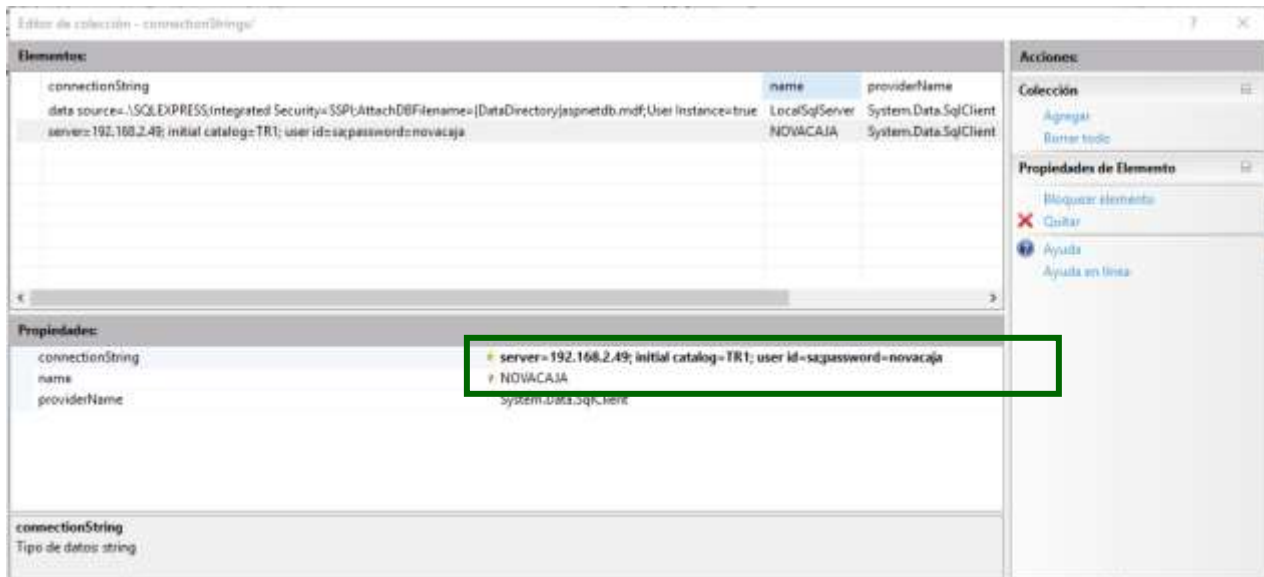 Editor de colección - connectionStrings/
Elementos:
connectionString name providerName
data source=.\SQLEXPRESS;Integrated Security=SSPI;AttachDBFilename=|DataDirectory|aspnetdb.mdf;User Instance=true LocalSqlServer System.Data.SqlClient
server=192.168.2.49; initial catalog=TR1; user id=sa;password=novacaja NOVACAJA System.Data.SqlClient
Propiedades:
connectionString server=192.168.2.49; initial catalog=TR1; user id=sa;password=novacaja
name NOVACAJA
providerName System.Data.SqlClient
connectionString
Tipo de datos: string
Acciones:
Colección
Agregar
Borrar todo
Propiedades de Elemento
Bloquear elemento
Quitar
Ayuda
Ayuda en línea